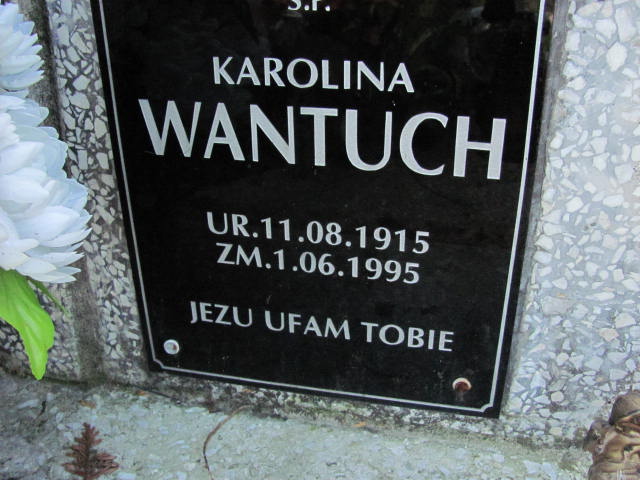 Ś.P.
KAROLINA
WANTUCH
UR.11.08.1915
ZM.1.06.1995
JEZU UFAM TOBIE